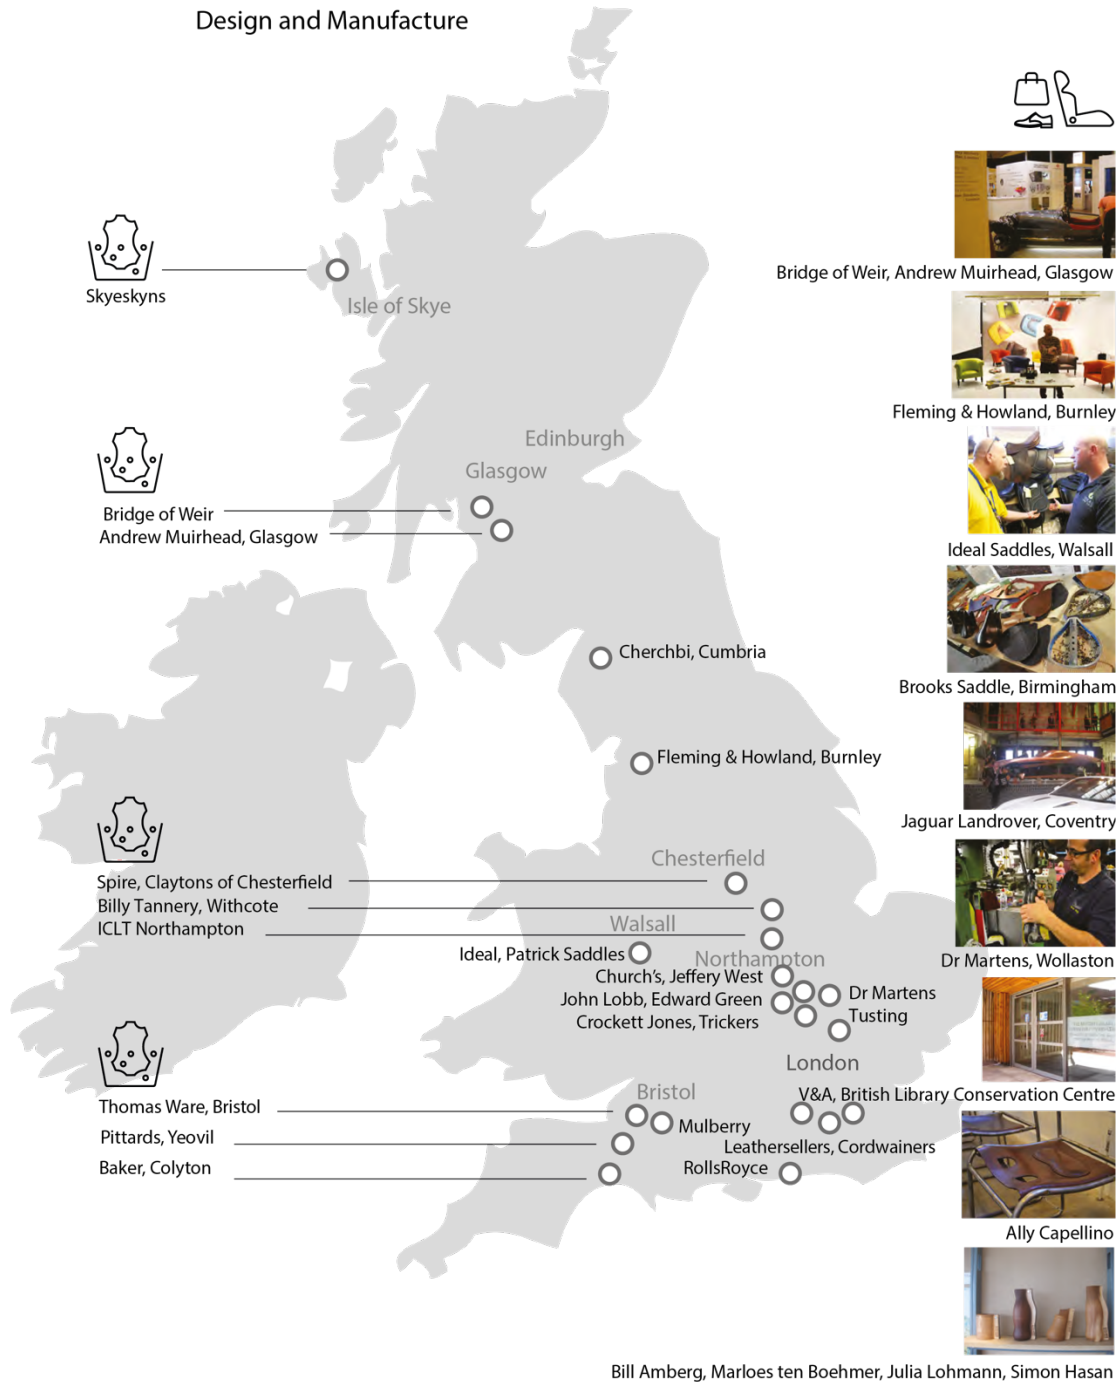 Design and Manufacture
Skyeskyns
Isle of Skye
Bridge of Weir, Andrew Muirhead, Glasgow
Fleming & Howland, Burnley
Edinburgh
Glasgow
Bridge of Weir
Andrew Muirhead, Glasgow
Ideal Saddles, Walsall
Cherchbi, Cumbria
Brooks Saddle, Birmingham
Fleming & Howland, Burnley
Jaguar Landrover, Coventry
Chesterfield
Spire, Claytons of Chesterfield
Billy Tannery, Withcote
ICLT Northampton
Walsall
Ideal, Patrick Saddles
Northampton
Dr Martens, Wollaston
Church's, Jeffery West
John Lobb, Edward Green
Crockett Jones, Trickers
Dr Martens
Tusting
London
V&A, British Library Conservation Centre
Bristol
Thomas Ware, Bristol
Mulberry
Pittards, Yeovil
Leathersellers, Cordwainers
Baker, Colyton
RollsRoyce
Ally Capellino
Bill Amberg, Marloes ten Boehmer, Julia Lohmann, Simon Hasan